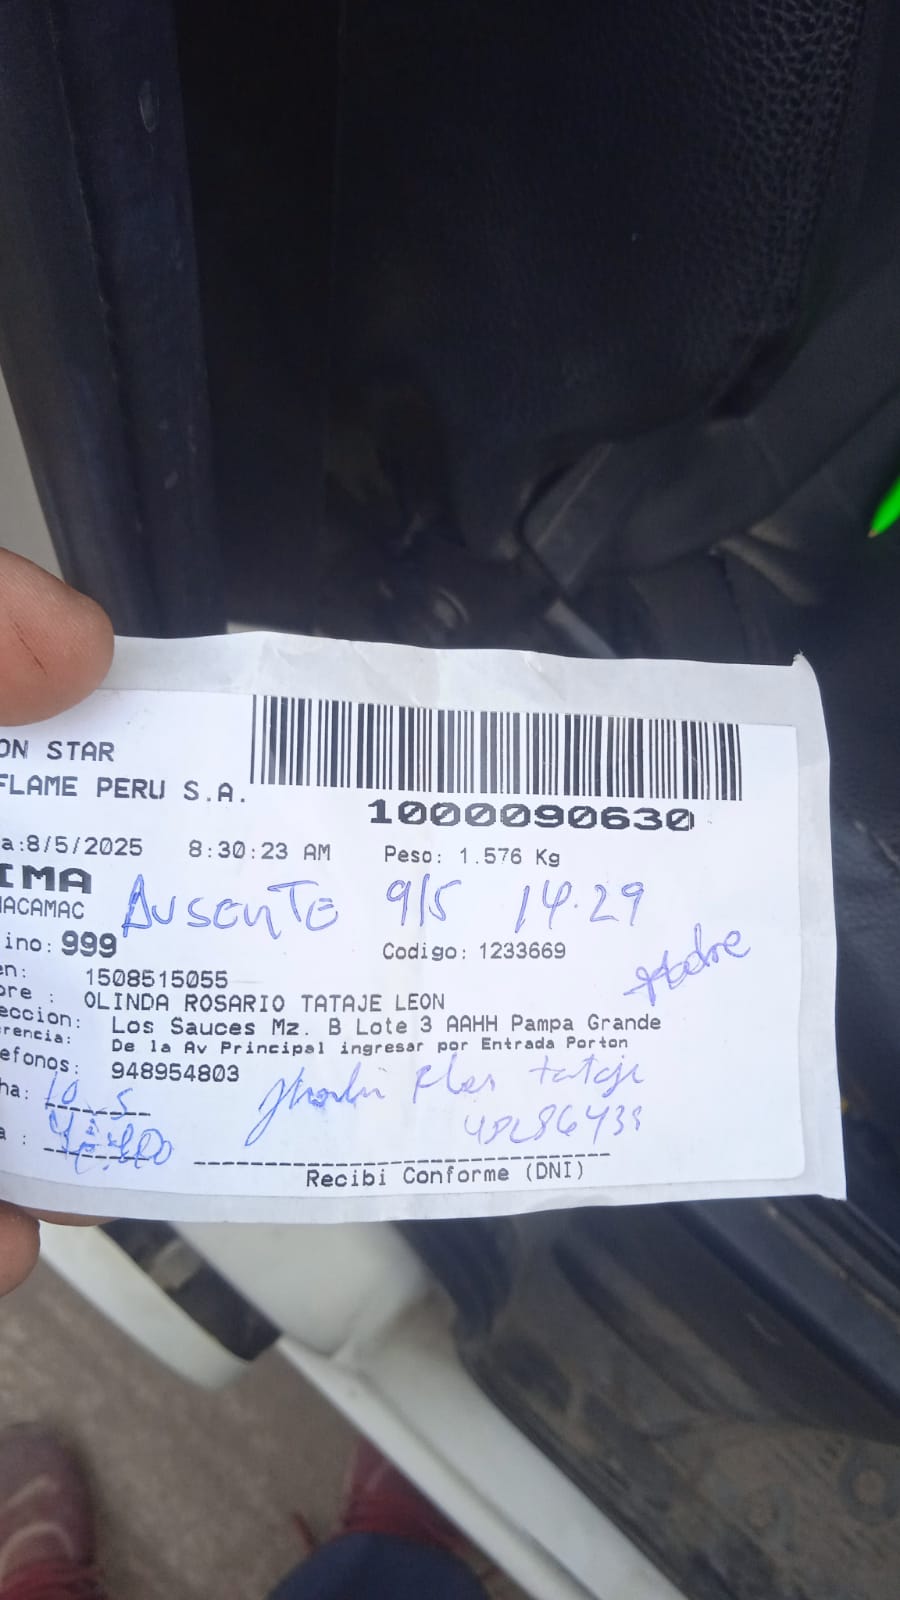 ON STAR
FLAME PERU S.A.
1000090630
a:8/5/2025 8:30:23 AM Peso: 1.576 Kg
IMA
HACAMAC AUSENTE 9/5 14.29
ino: 999 Codigo: 1233669
en: 1508515055
bre : OLINDA ROSARIO TATAJE LEON
eccion: Los Sauces Mz. B Lote 3 AAHH Pampa Grande
erencia: De la Av Principal ingresar por Entrada Porton
efonos: 948954803
ha: 10 5
tataje
a :
Recibi Conforme (DNI)